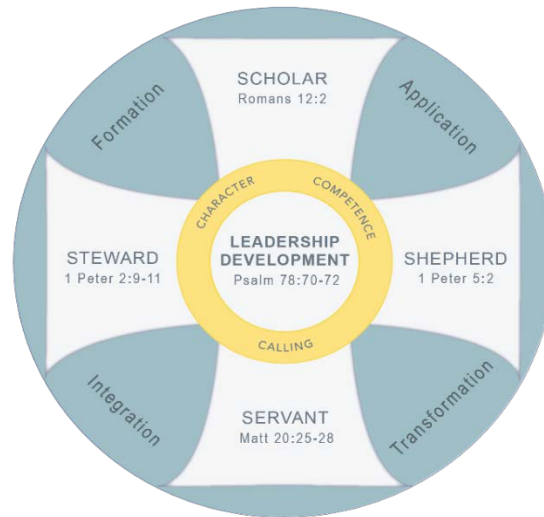 SCHOLAR
Romans 12:2
Formation
Application
CHARACTER
COMPETENCE
STEWARD
1 Peter 2:9-11
LEADERSHIP
DEVELOPMENT
Psalm 78:70-72
SHEPHERD
1 Peter 5:2
CALLING
Integration
Transformation
SERVANT
Matt 20:25-28